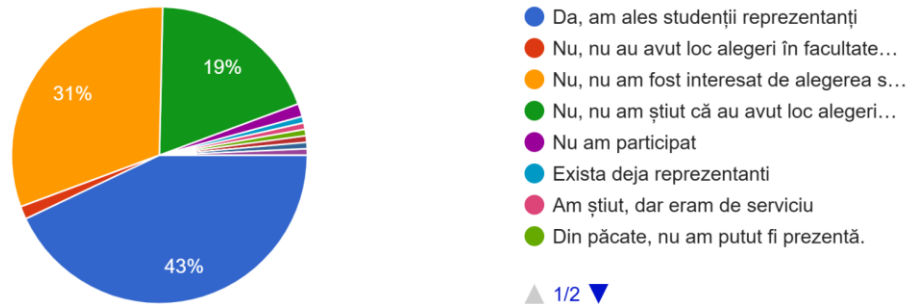 31%
19%
43%
Da, am ales studenții reprezentanți
Nu, nu au avut loc alegeri în facultate…
Nu, nu am fost interesat de alegerea s…
Nu, nu am știut că au avut loc alegeri…
Nu am participat
Exista deja reprezentanti
Am știut, dar eram de serviciu
Din păcate, nu am putut fi prezentă.
1/2